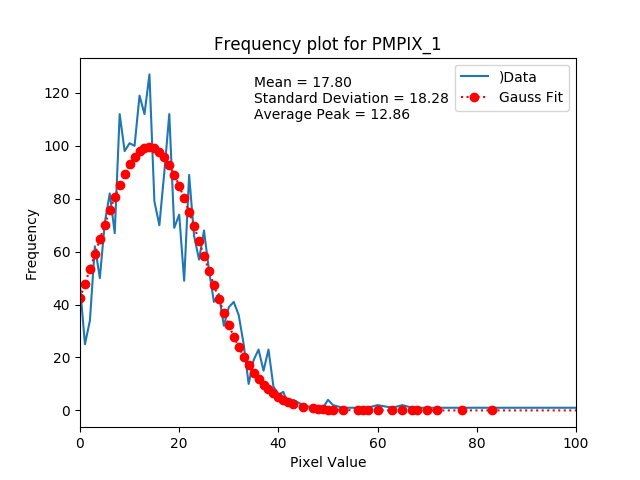 Frequency plot for PMPIX_1
Mean = 17.80
Standard Deviation = 18.28
Average Peak = 12.86
)Data
Gauss Fit
Frequency
120
100
80
60
40
20
0
0 20 40 60 80 100
Pixel Value